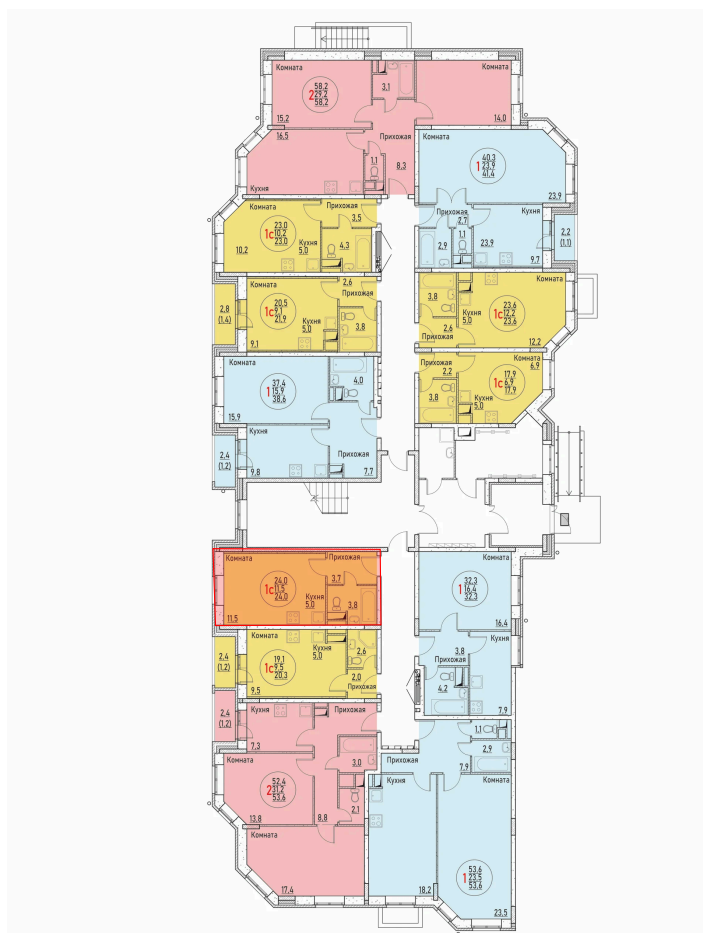 Комната
2
58,2
29,2
58,2
15,2
3,1
Комната
14,0
16,5
Кухня
1,1
Прихожая
8,3
Комната
1
40,3
23,9
41,4
23,9
Комната
1с
23,0
10,2
23,0
10,2
Прихожая
3,5
Кухня
5,0
4,3
2,7
Прихожая
Кухня
2,9
1,1
23,9
9,7
2,2
(1,1)
2,8
(1,4)
Комната
1с
20,5
9,1
21,9
9,1
2,6
Прихожая
Кухня
5,0
3,8
3,8
Кухня
5,0
2,6
Прихожая
Комната
1с
23,6
12,2
23,6
12,2
Комната
1
37,4
15,9
38,6
15,9
4,0
Прихожая
2,2
3,8
Кухня
5,0
Комната
6,9
1с
17,9
6,9
17,9
2,4
(1,2)
Кухня
9,8
Прихожая
7,7
Комната
1с
24,0
11,5
24,0
11,5
Прихожая
3,7
Кухня
5,0
3,8
Комната
1
32,3
16,4
32,3
16,4
2,4
(1,2)
Комната
1с
19,1
9,5
20,3
9,5
Кухня
5,0
2,6
2,0
Прихожая
3,8
Прихожая
4,2
Кухня
7,9
2,4
(1,2)
Кухня
7,3
Прихожая
3,0
Комната
2
52,4
31,2
53,6
13,8
8,8
2,1
Комната
17,4
1,1
2,9
Прихожая
7,9
Кухня
18,2
Комната
1
53,6
23,5
53,6
23,5